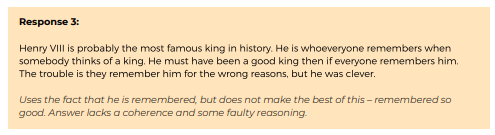 Response 3:
Henry VIII is probably the most famous king in history. He is whoeveryone remembers when
somebody thinks of a king. He must have been a good king then if everyone remembers him.
The trouble is they remember him for the wrong reasons, but he was clever.
Uses the fact that he is remembered, but does not make the best of this – remembered so
good. Answer lacks a coherence and some faulty reasoning.